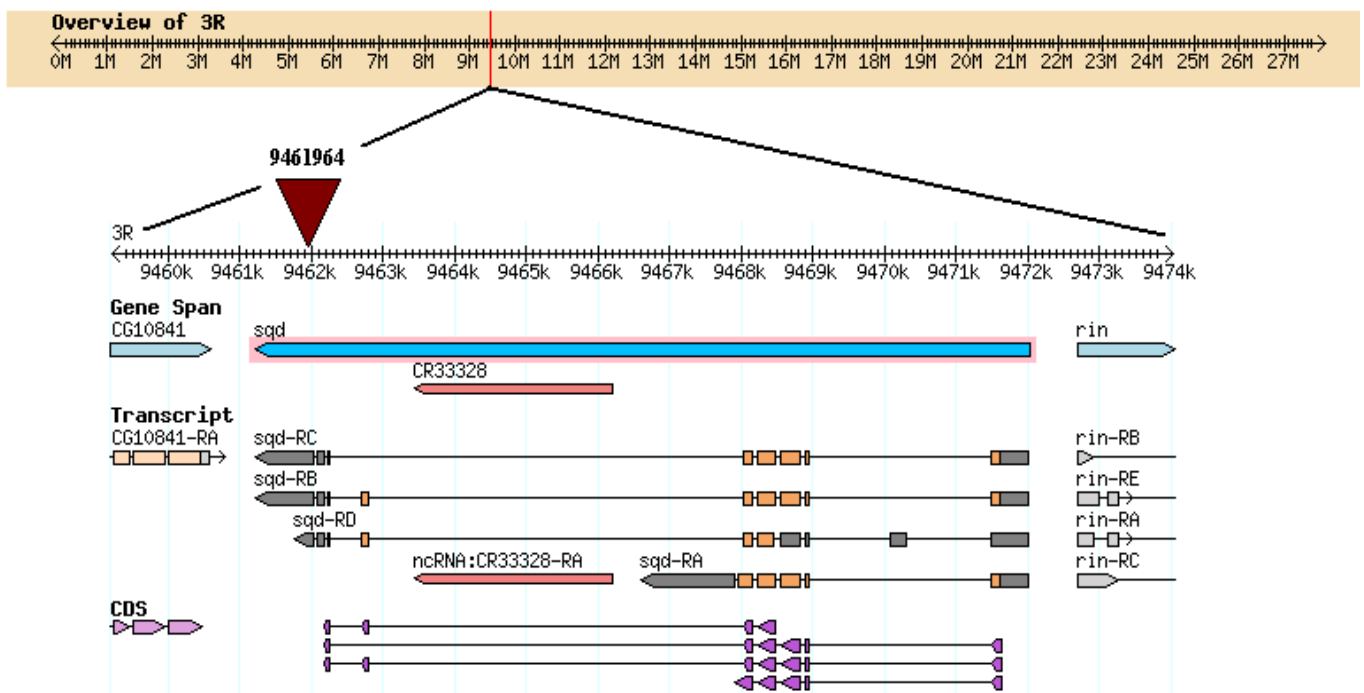 Overview of 3R
0M 1M 2M 3M 4M 5M 6M 7M 8M 9M 10M 11M 12M 13M 14M 15M 16M 17M 18M 19M 20M 21M 22M 23M 24M 25M 26M 27M
9461964
3R
9460k 9461k 9462k 9463k 9464k 9465k 9466k 9467k 9468k 9469k 9470k 9471k 9472k 9473k 9474k
Gene Span
CG10841 sqd rin
CR33328
Transcript
CG10841-RA sqd-RC rin-RB
sqd-RB rin-RE
sqd-RD rin-RA
ncRNA:CR33328-RA sqd-RA rin-RC
CDS